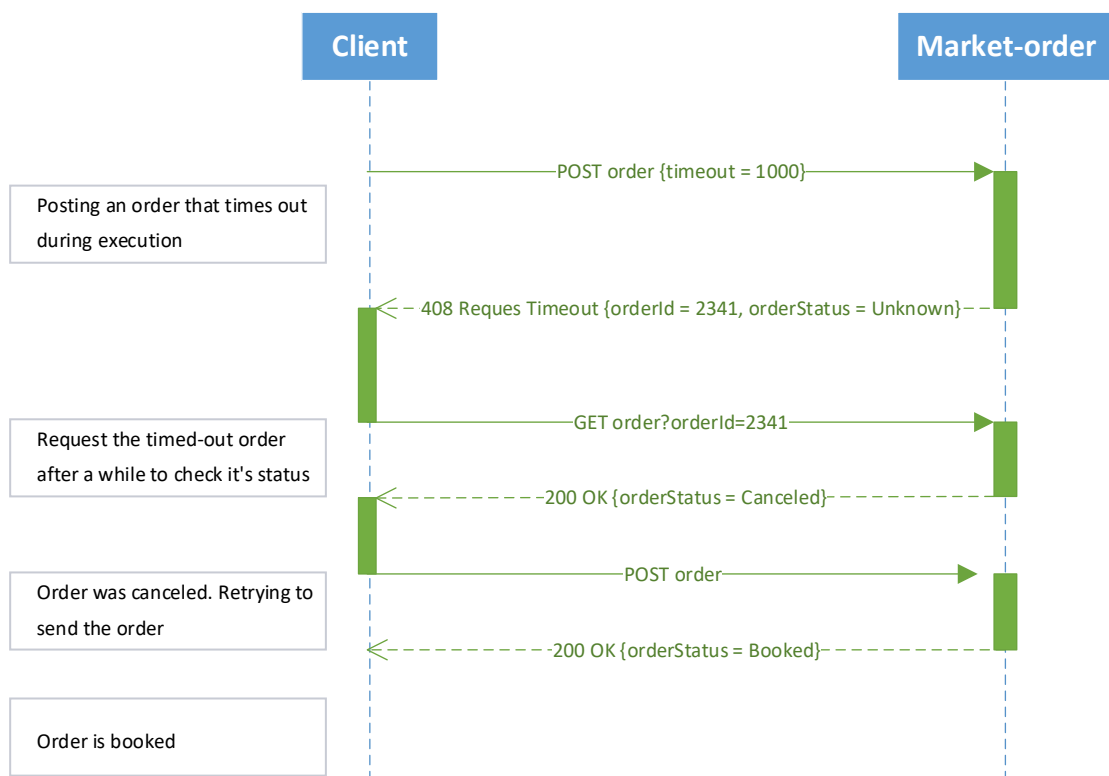 Client
Market-order
POST order {timeout = 1000}
Posting an order that times out
during execution
408 Reques Timeout {orderId = 2341, orderStatus = Unknown}
GET order?orderId=2341
Request the timed-out order
after a while to check it's status
200 OK {orderStatus = Canceled}
POST order
Order was canceled. Retrying to
send the order
200 OK {orderStatus = Booked}
Order is booked